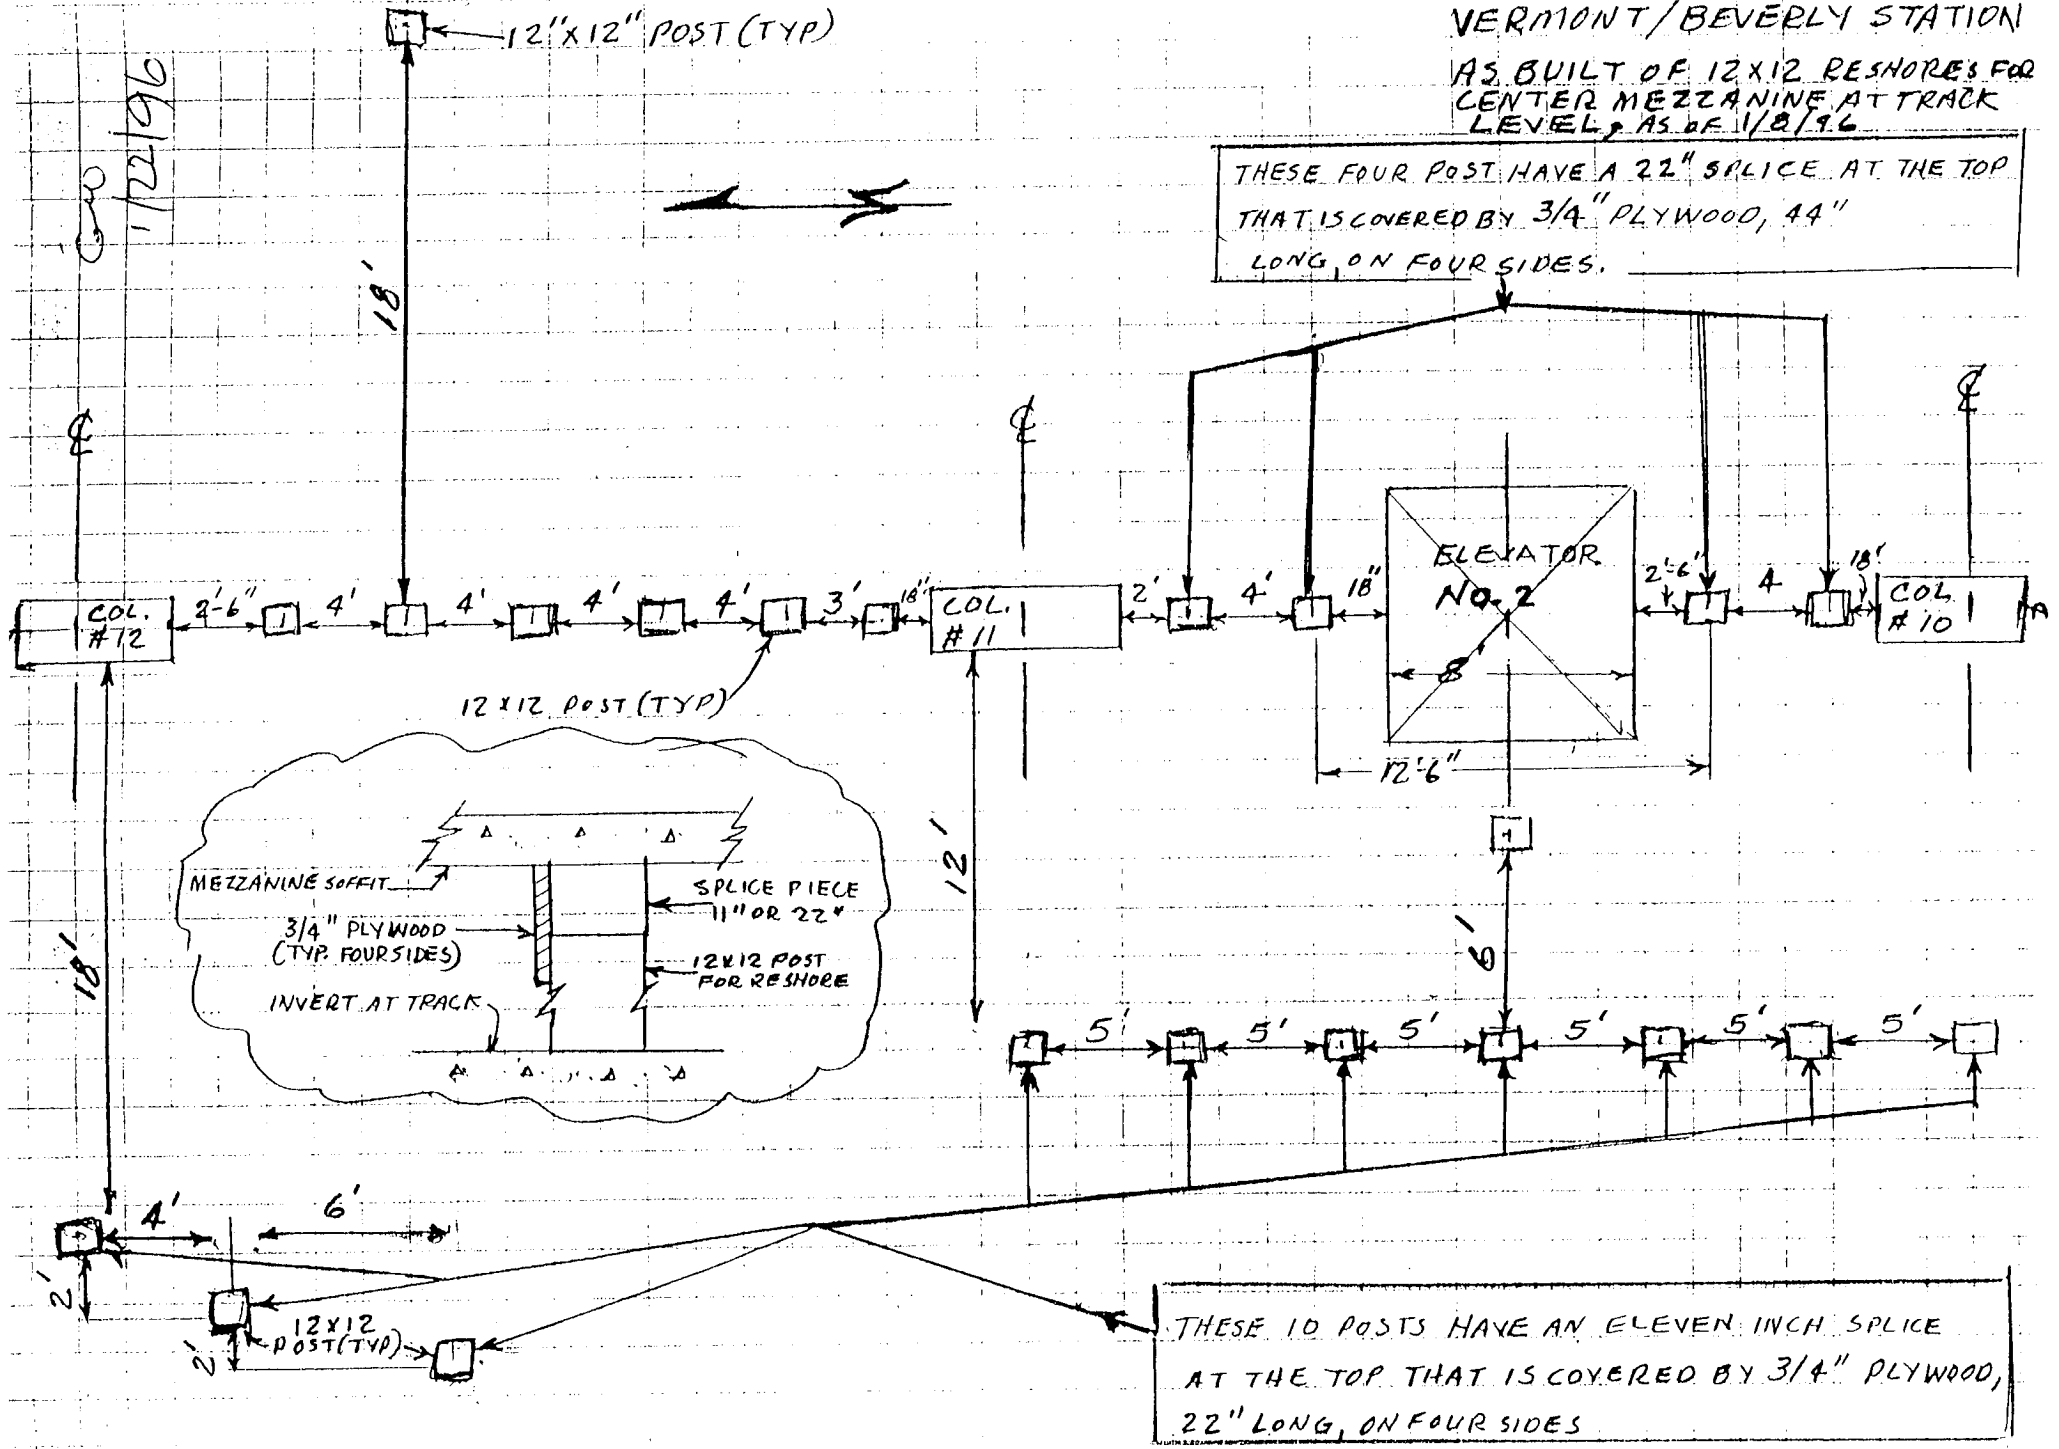 12"X12" POST (TYP)
VERMONT/BEVERLY STATION
AS BUILT OF 12X12 RESHORES FOR
CENTER MEZZANINE AT TRACK
LEVEL, AS OF 1/8/96
1/22/96
THESE FOUR POST HAVE A 22" SPLICE AT THE TOP
THAT IS COVERED BY 3/4" PLYWOOD, 44"
LONG, ON FOUR SIDES.
18'
COL.
#12
2'-6"
4'
4'
4'
4'
3'
18"
COL.
#11
2'
4'
18"
ELEVATOR
NO. 2
8'
2'-6"
4
18"
COL
# 10
12X12 POST (TYP)
12'-6"
MEZZANINE SOFFIT
SPLICE PIECE
11" OR 22"
3/4" PLYWOOD
(TYP. FOUR SIDES)
12X12 POST
FOR RESHORE
INVERT AT TRACK
18'
12'
6'
5'
5'
5'
5'
5'
5'
4'
6'
2'
2'
12X12
POST (TYP)
THESE 10 POSTS HAVE AN ELEVEN INCH SPLICE
AT THE TOP THAT IS COVERED BY 3/4" PLYWOOD,
22" LONG, ON FOUR SIDES